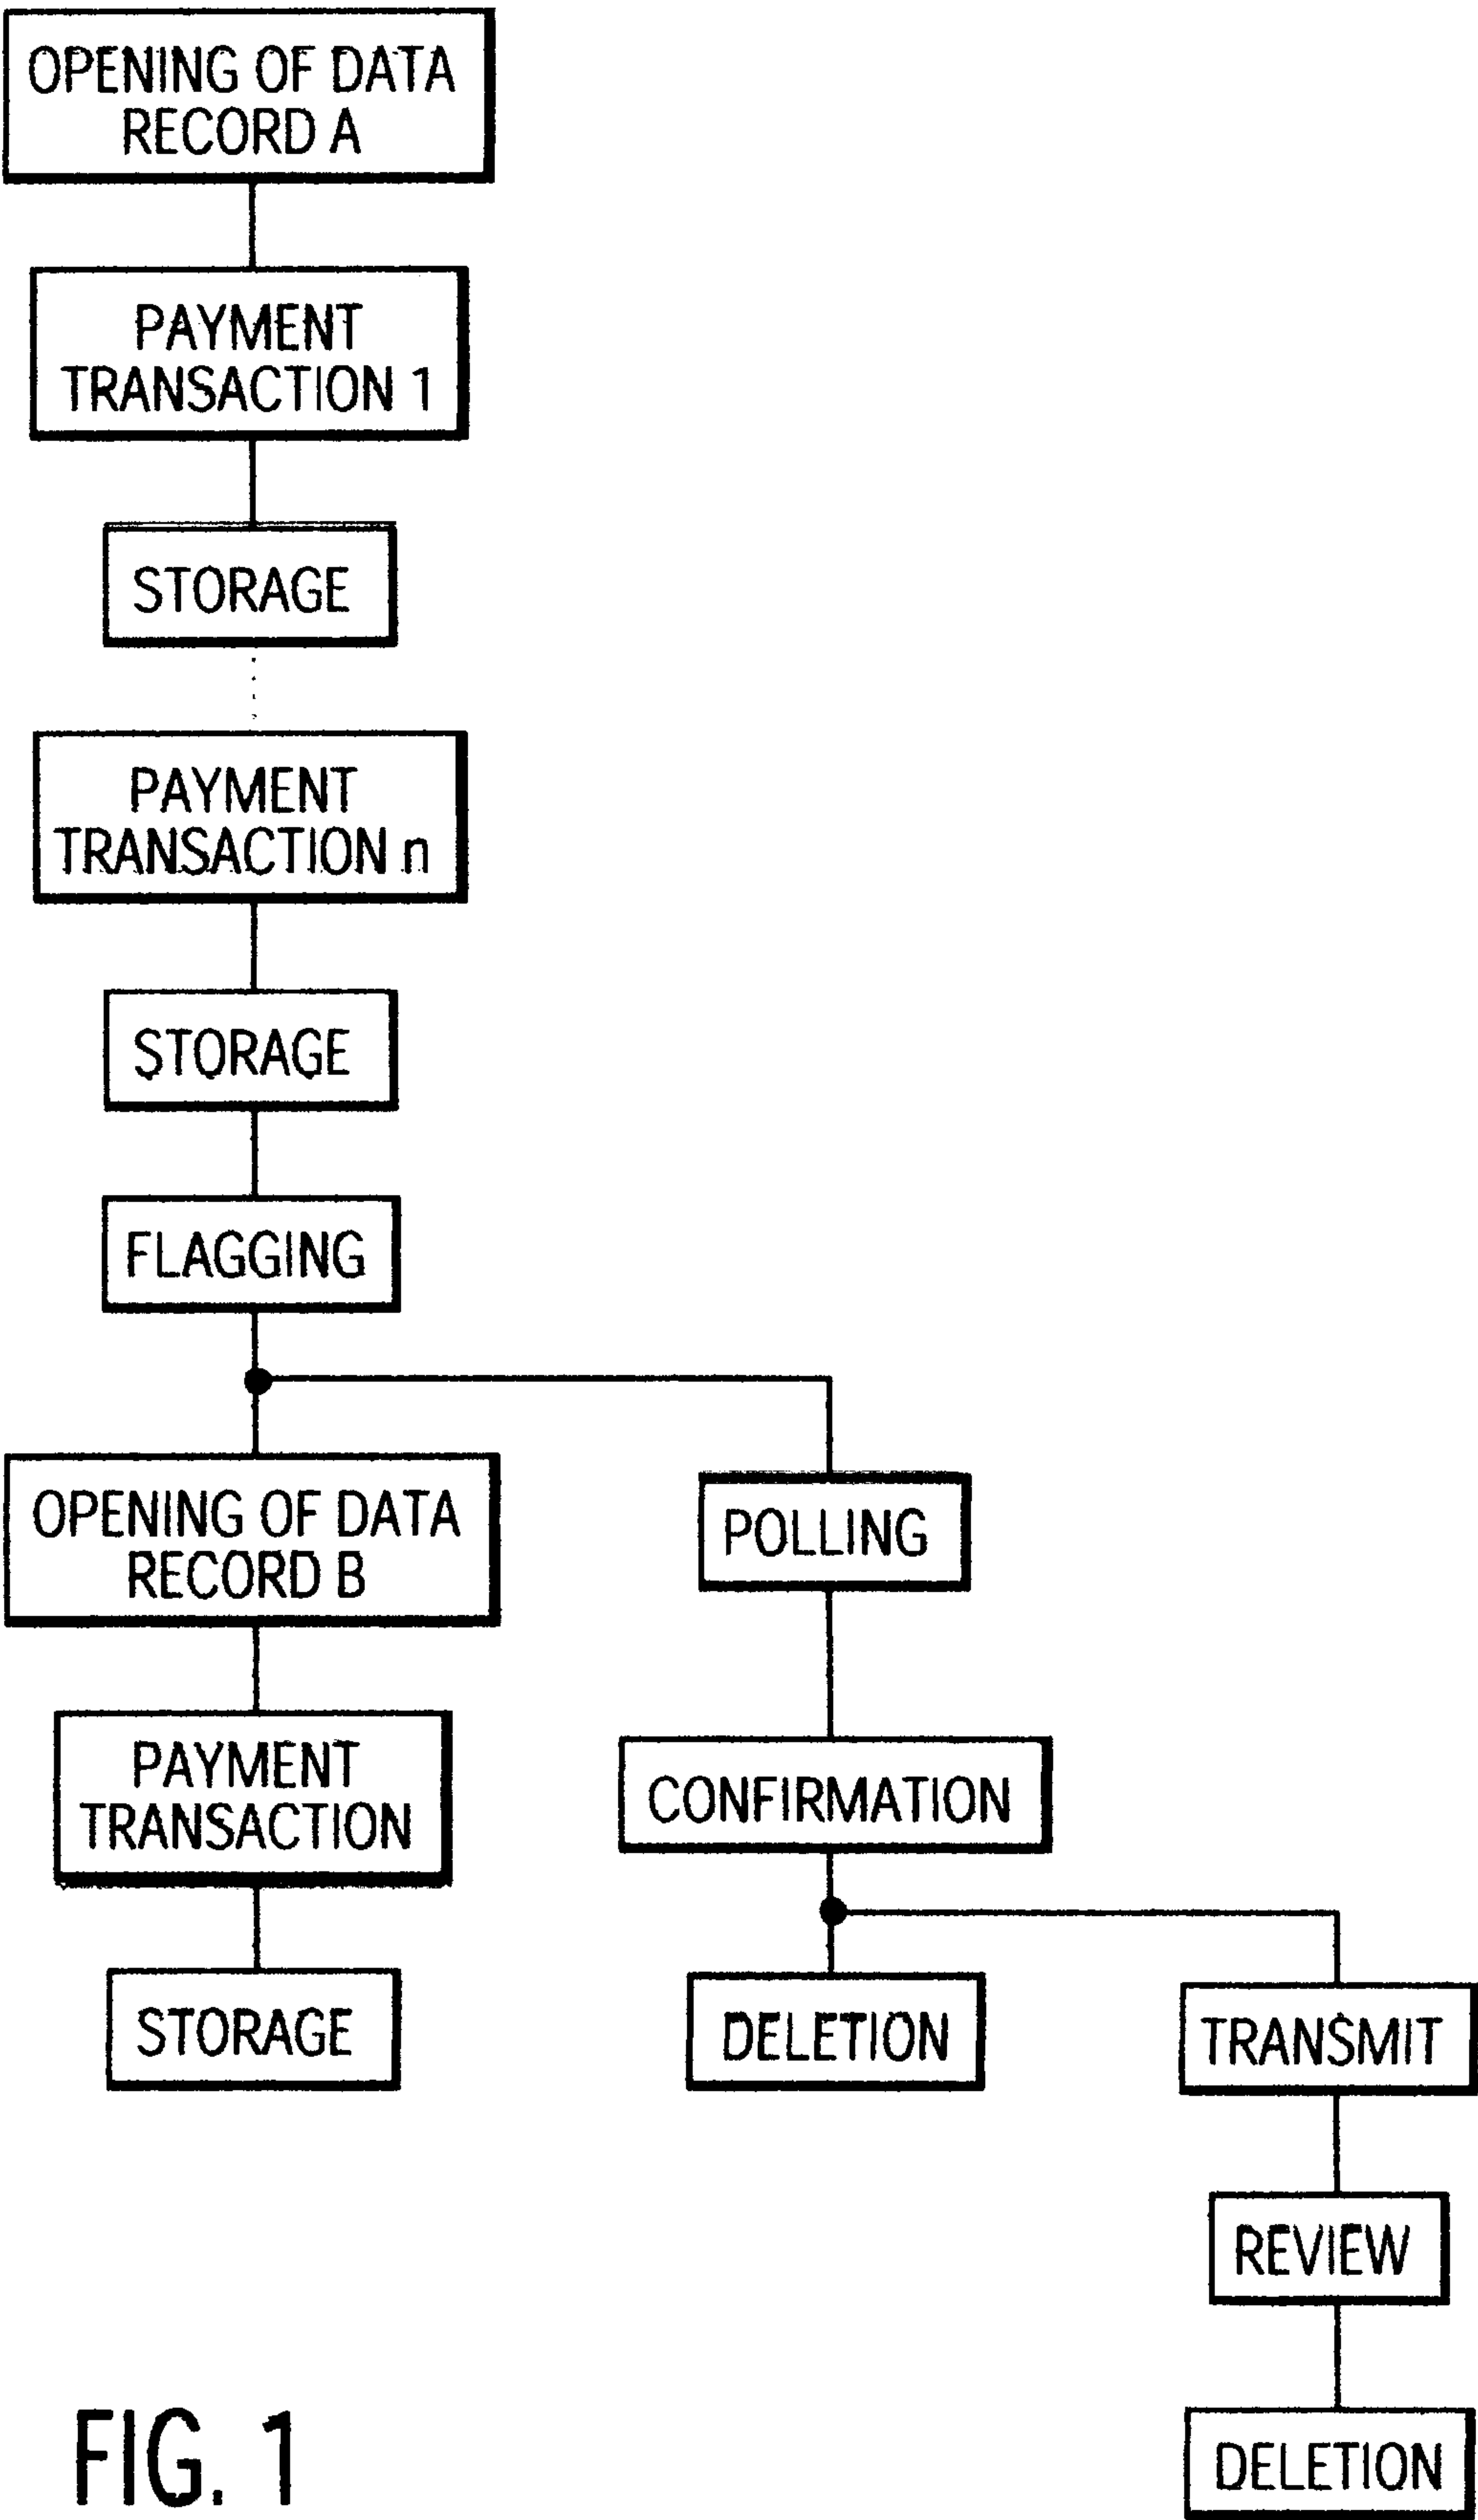 OPENING OF DATA
RECORD A
PAYMENT
TRANSACTION 1
STORAGE
PAYMENT
TRANSACTION n
STORAGE
FLAGGING
OPENING OF DATA
RECORD B
POLLING
PAYMENT
TRANSACTION
CONFIRMATION
STORAGE
DELETION
TRANSMIT
REVIEW
DELETION
FIG. 1